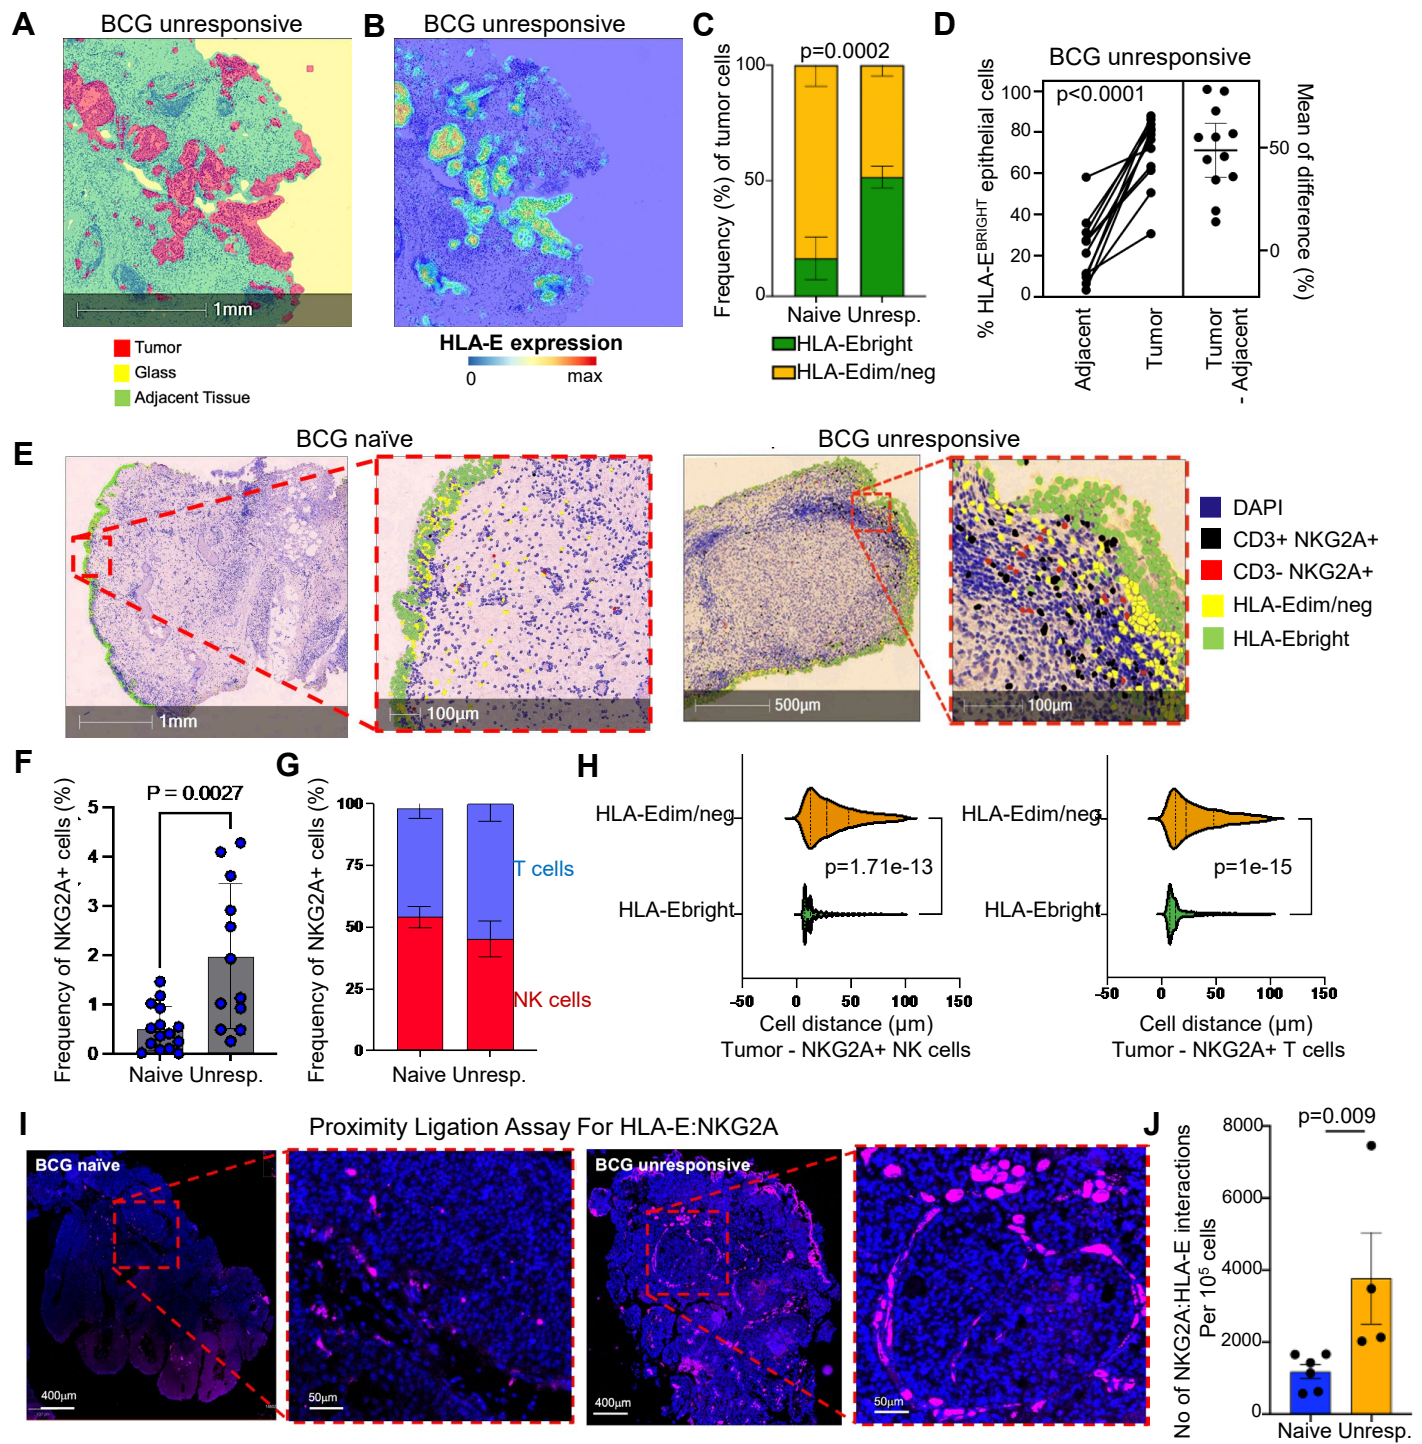 A
BCG unresponsive
1mm
Tumor
Glass
Adjacent Tissue
B
BCG unresponsive
HLA-E expression
0
max
C
p=0.0002
Frequency (%) of tumor cells
100
50
0
Naive Unresp.
HLA-Ebright
HLA-Edim/neg
D
BCG unresponsive
p<0.0001
% HLA-E^BRIGHT epithelial cells
100
80
60
40
20
0
Mean of difference (%)
50
0
Adjacent
Tumor
Tumor
- Adjacent
E
BCG naïve
1mm
100µm
BCG unresponsive
500µm
100µm
DAPI
CD3+ NKG2A+
CD3- NKG2A+
HLA-Edim/neg
HLA-Ebright
F
P = 0.0027
Frequency of NKG2A+ cells (%)
5
4
3
2
1
0
Naive Unresp.
G
Frequency of NKG2A+ cells (%)
100
75
50
25
0
T cells
NK cells
Naive Unresp.
H
HLA-Edim/neg
p=1.71e-13
HLA-Ebright
-50 0 50 100 150
Cell distance (µm)
Tumor - NKG2A+ NK cells
HLA-Edim/neg
p=1e-15
HLA-Ebright
-50 0 50 100 150
Cell distance (µm)
Tumor - NKG2A+ T cells
I
Proximity Ligation Assay For HLA-E:NKG2A
BCG naïve
400µm
50µm
BCG unresponsive
400µm
50µm
J
p=0.009
No of NKG2A:HLA-E interactions
Per 10⁵ cells
8000
6000
4000
2000
0
Naive Unresp.